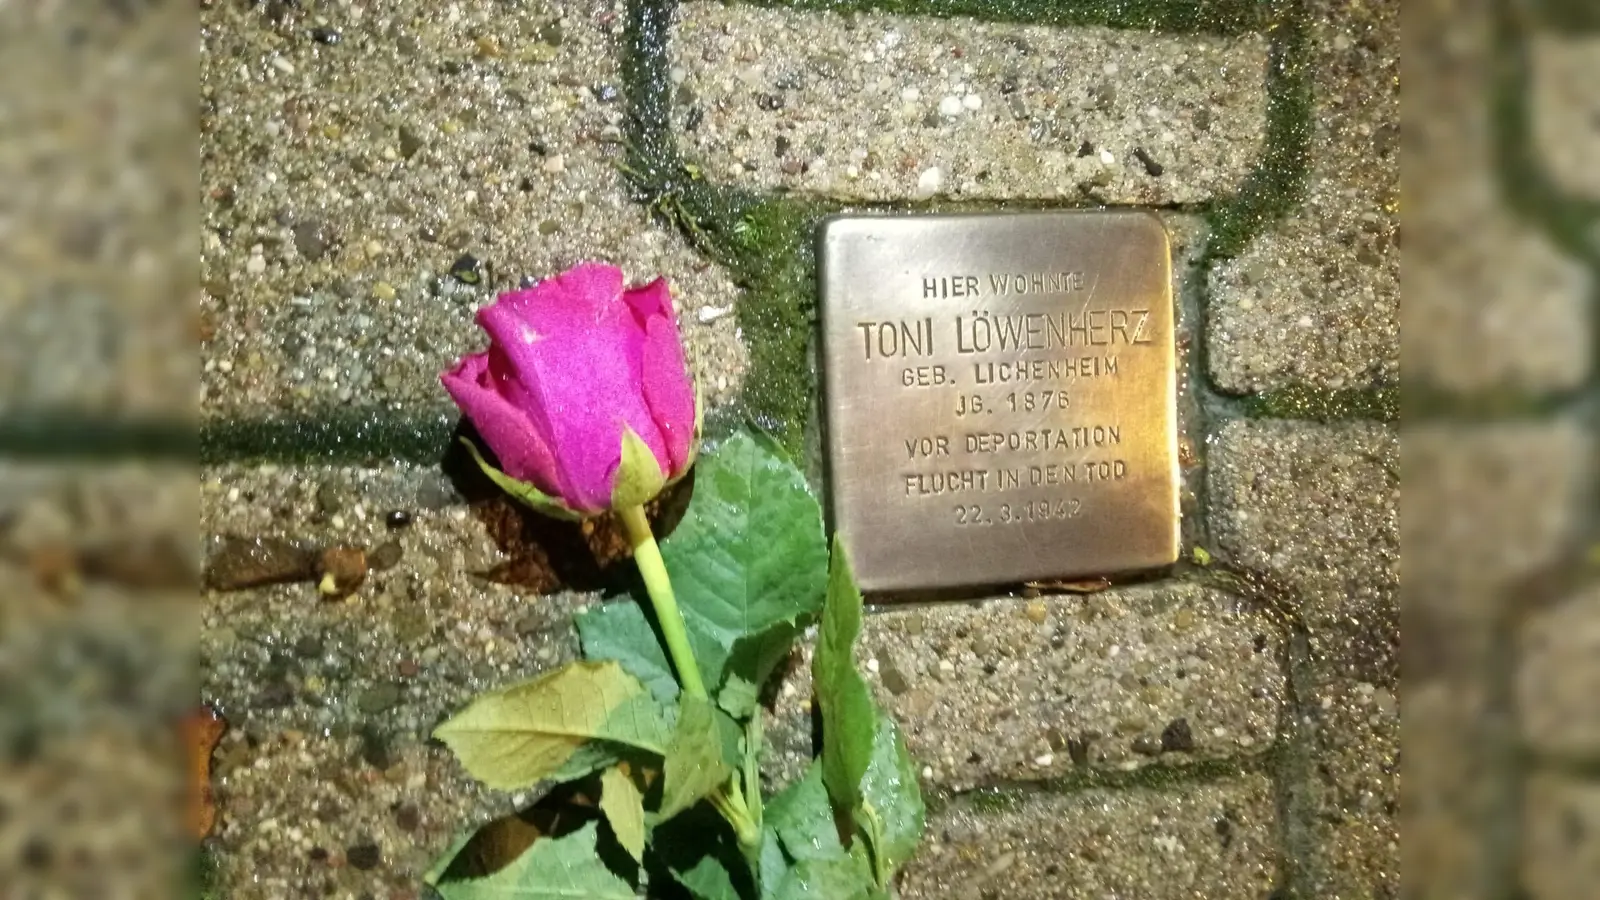 HIER WOHNTE
TONI LÖWENHERZ
GEB. LICHENHEIM
JG. 1876
VOR DEPORTATION
FLUCHT IN DEN TOD
22.3.1942